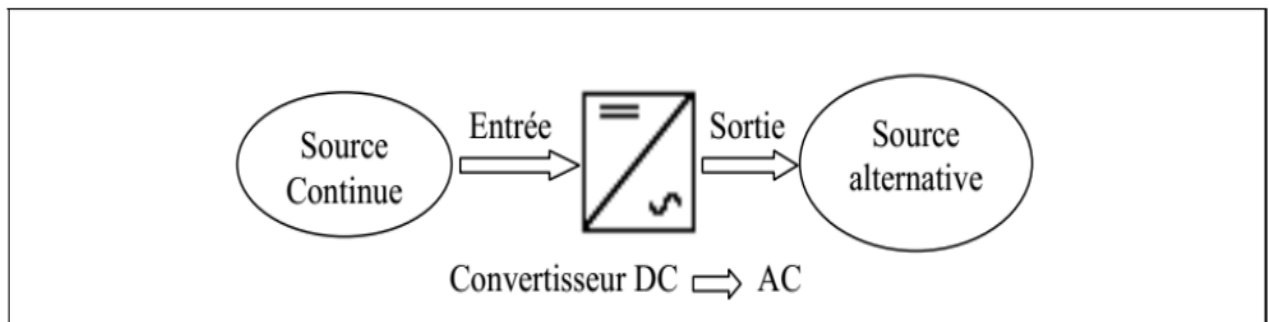 Source
Continue
Entrée
Sortie
Source
alternative
Convertisseur DC ⇨ AC